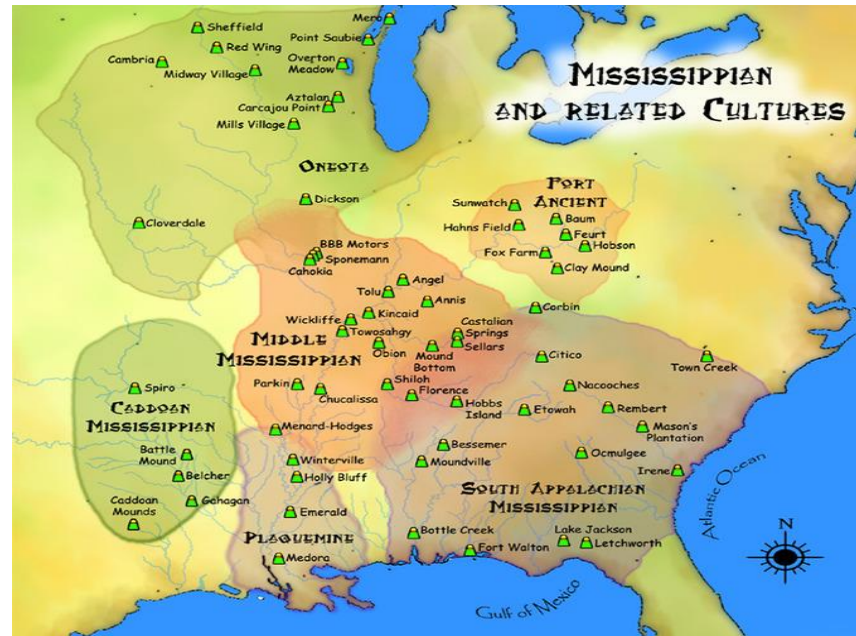 Mero
Sheffield
Point Sauble
Red Wing
Overton
Meadow
Cambria
Midway Village
Aztalan
Carcajou Point
Mills Village
Mississippian
and related Cultures
Oneota
Dickson
Cloverdale
Fort
Ancient
Sunwatch
Baum
Hahns Field
Feurt
Hobson
Fox Farm
Clay Mound
BBB Motors
Sponemann
Cahokia
Angel
Tolu
Annis
Corbin
Kincaid
Wickliffe
Castalian
Springs
Towosahgy
Sellars
Middle
Mississippian
Obion
Mound
Bottom
Citico
Town Creek
Spiro
Parkin
Chucalissa
Shiloh
Florence
Nacooches
Caddoan
Mississippian
Hobbs
Island
Etowah
Rembert
Mason's
Plantation
Menard-Hodges
Battle
Mound
Bessemer
Winterville
Moundville
Ocmulgee
Irene
Belcher
Holly Bluff
South Appalachian
Mississippian
Caddoan
Mounds
Gahagan
Emerald
Atlantic Ocean
Plaquemine
Bottle Creek
Lake Jackson
Letchworth
Fort Walton
Medora
N
Gulf of Mexico